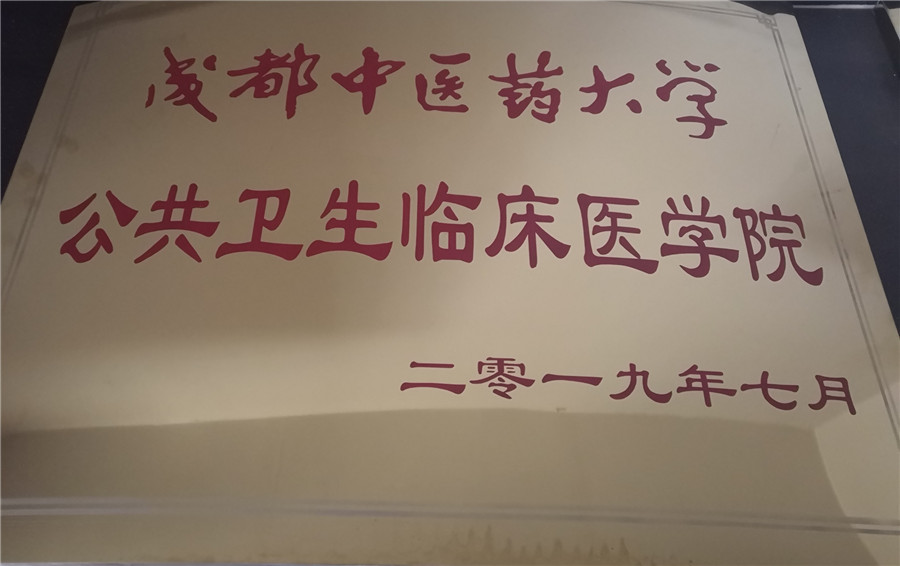 成都中医药大学
公共卫生临床医学院
二零一九年七月